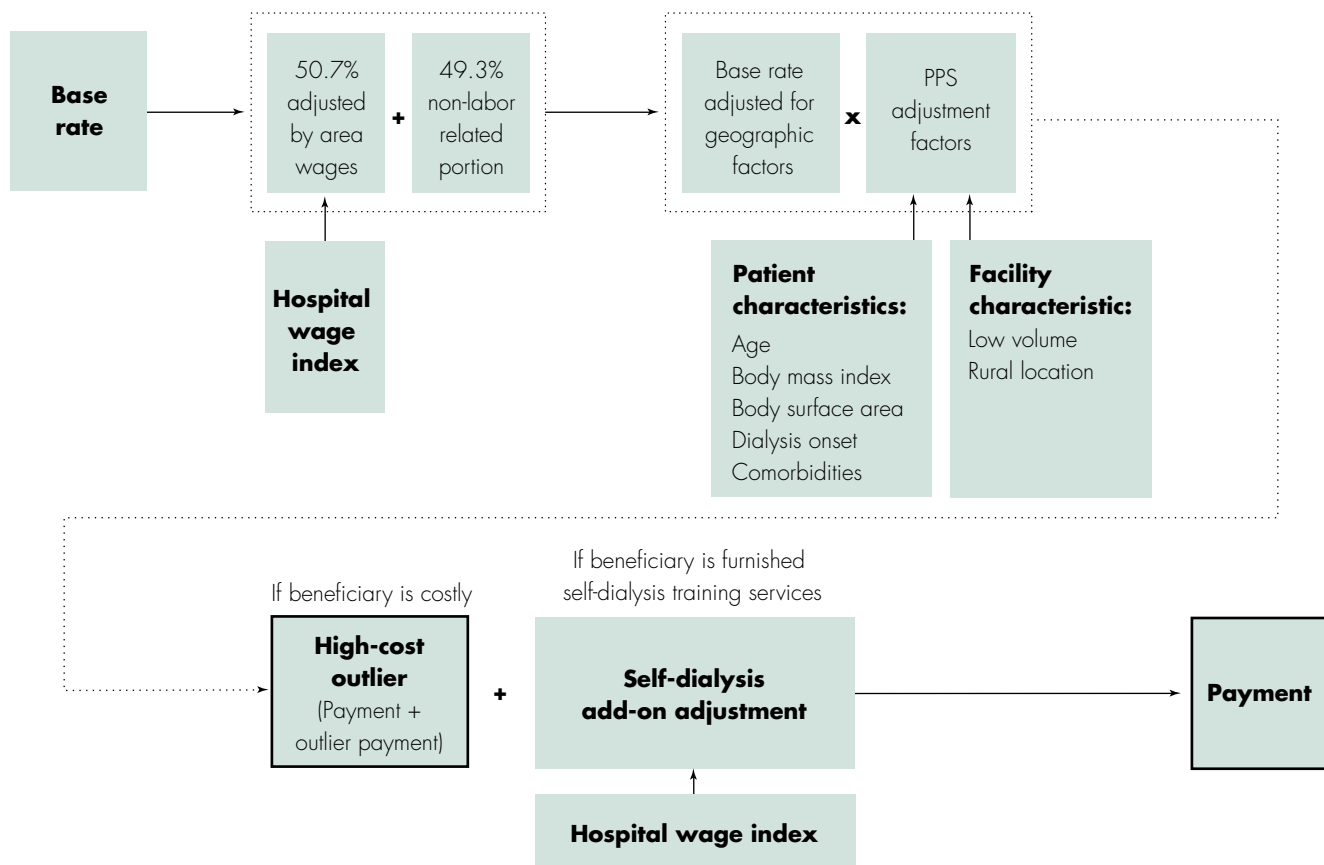 Base
rate
50.7%
adjusted
by area
wages
+
49.3%
non-labor
related
portion
Base rate
adjusted for
geographic
factors
x
PPS
adjustment
factors
Hospital
wage
index
Patient
characteristics:
Age
Body mass index
Body surface area
Dialysis onset
Comorbidities
Facility
characteristic:
Low volume
Rural location
If beneficiary is costly
High-cost
outlier
(Payment +
outlier payment)
+
If beneficiary is furnished
self-dialysis training services
Self-dialysis
add-on adjustment
Payment
Hospital wage index